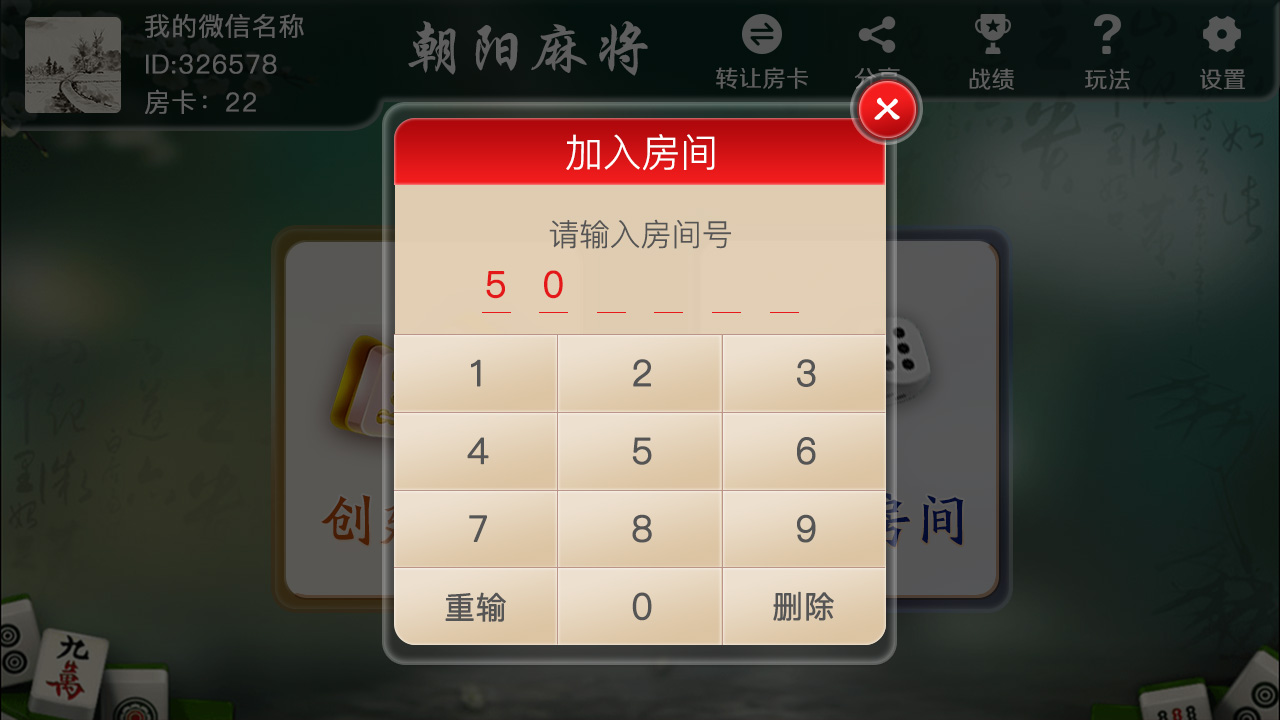 我的微信名称
ID:326578
房卡：22
朝阳麻将
转让房卡
分享
战绩
玩法
设置
加入房间
请输入房间号
5 0 _ _ _ _
1 2 3
4 5 6
7 8 9
重输 0 删除
创
房间
九
萬